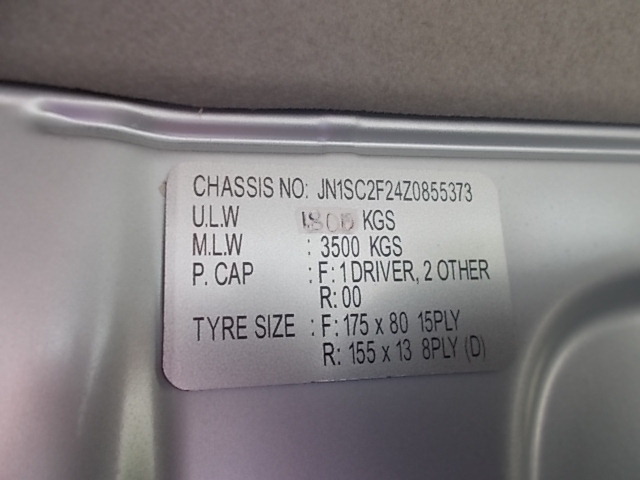 CHASSIS NO: JN1SC2F24Z0855373
U.L.W 1800 KGS
M.L.W : 3500 KGS
P. CAP : F: 1 DRIVER, 2 OTHER
R: 00
TYRE SIZE : F: 175 x 80 15PLY
R: 155 x 13 8PLY (D)